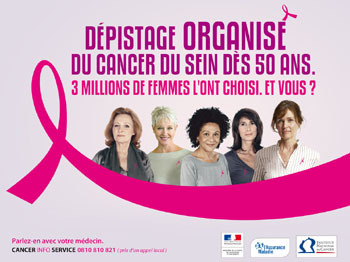 DÉPISTAGE ORGANISÉ
DU CANCER DU SEIN DÈS 50 ANS.
3 MILLIONS DE FEMMES L'ONT CHOISI. ET VOUS ?
Parlez-en avec votre médecin.
CANCER INFO SERVICE 0810 810 821 (prix d'un appel local)
l'Assurance
Maladie